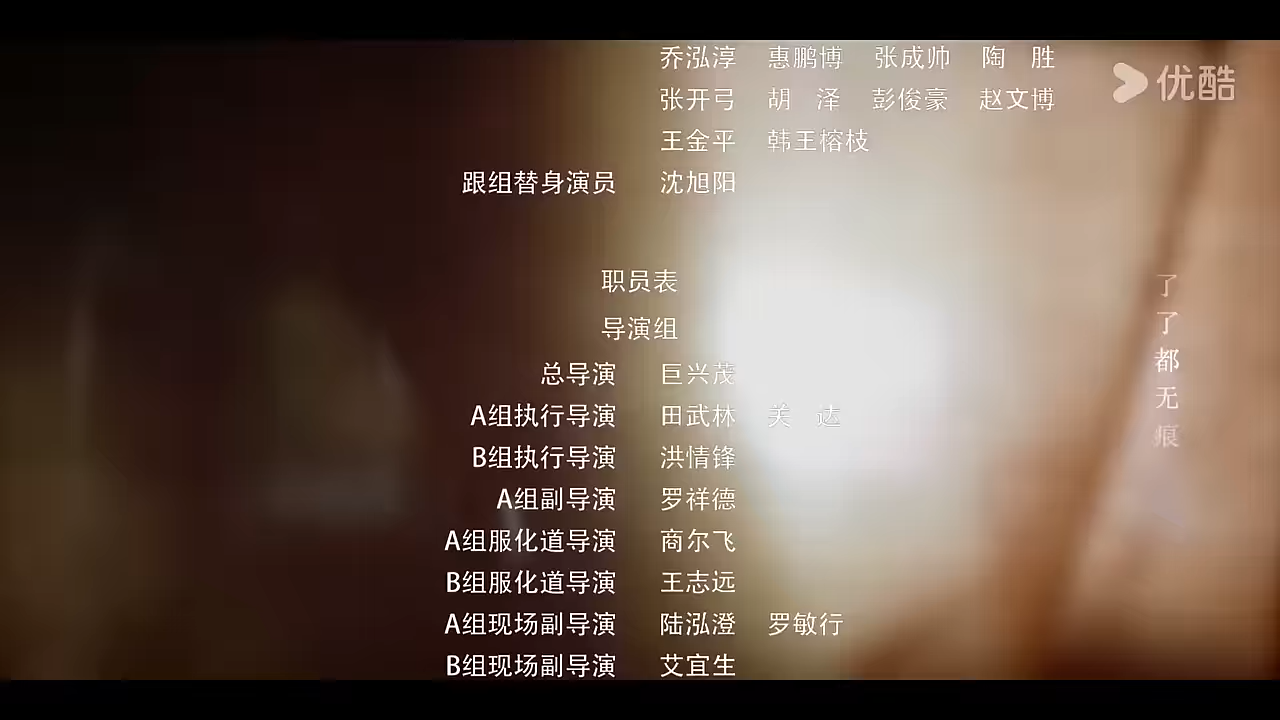 乔泓淳 惠鹏博 张成帅 陶 胜
张开弓 胡 泽 彭俊豪 赵文博
王金平 韩王榕枝
跟组替身演员 沈旭阳
优酷
职员表
导演组
总导演 巨兴茂
A组执行导演 田武林 关 达
B组执行导演 洪情锋
A组副导演 罗祥德
A组服化道导演 商尔飞
B组服化道导演 王志远
A组现场副导演 陆泓澄 罗敏行
B组现场副导演 艾宜生
了了都无痕